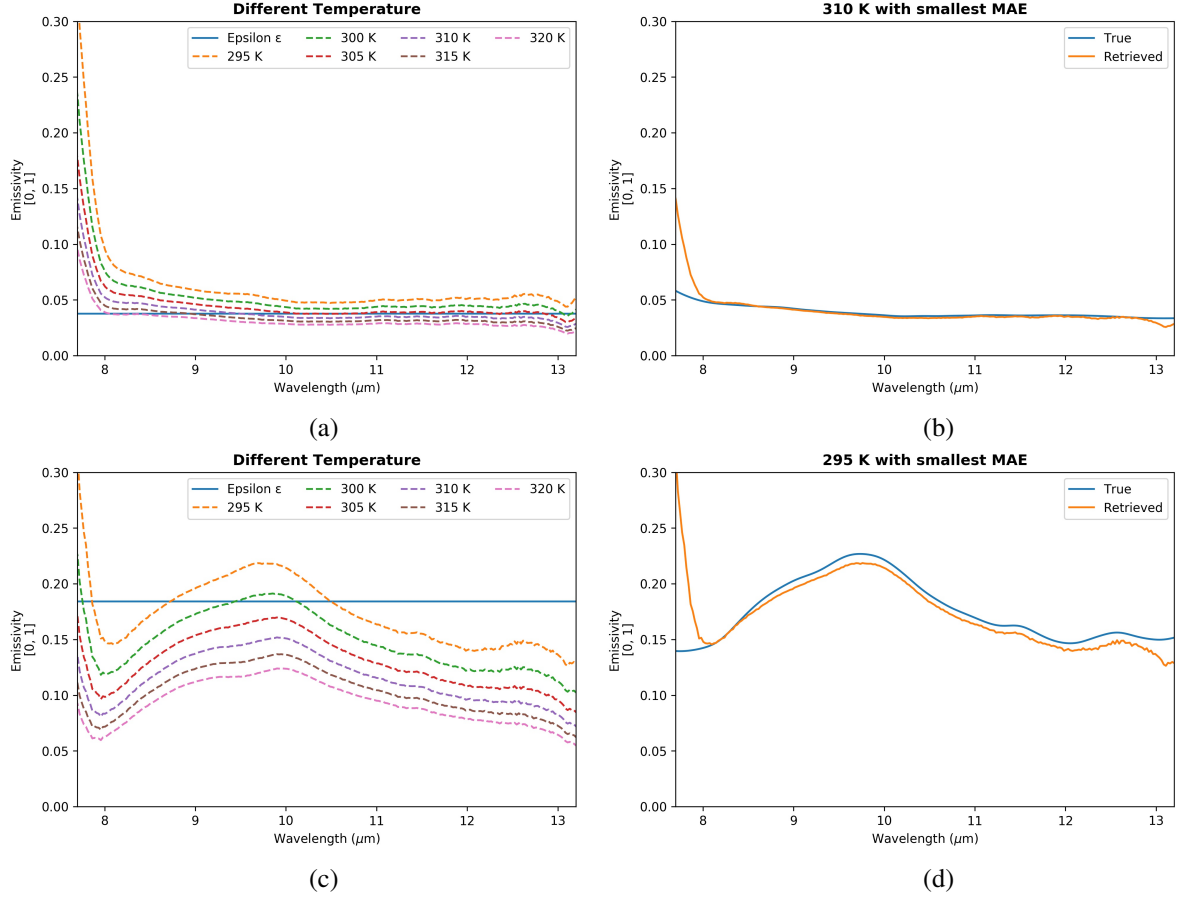 Different Temperature
0.30
0.25
0.20
0.15
0.10
0.05
0.00
Emissivity
[0, 1]
Epsilon ε
295 K
300 K
305 K
310 K
315 K
320 K
8 9 10 11 12 13
Wavelength (μm)
(a)
310 K with smallest MAE
0.30
0.25
0.20
0.15
0.10
0.05
0.00
Emissivity
[0, 1]
True
Retrieved
8 9 10 11 12 13
Wavelength (μm)
(b)
Different Temperature
0.30
0.25
0.20
0.15
0.10
0.05
0.00
Emissivity
[0, 1]
Epsilon ε
295 K
300 K
305 K
310 K
315 K
320 K
8 9 10 11 12 13
Wavelength (μm)
(c)
295 K with smallest MAE
0.30
0.25
0.20
0.15
0.10
0.05
0.00
Emissivity
[0, 1]
True
Retrieved
8 9 10 11 12 13
Wavelength (μm)
(d)